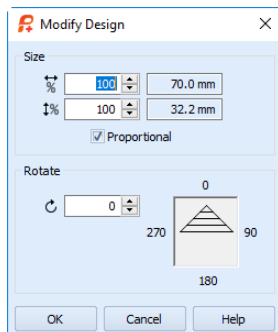 Modify Design
Size
% 100 70.0 mm
% 100 32.2 mm
Proportional
Rotate
0
0
270 90
180
OK Cancel Help